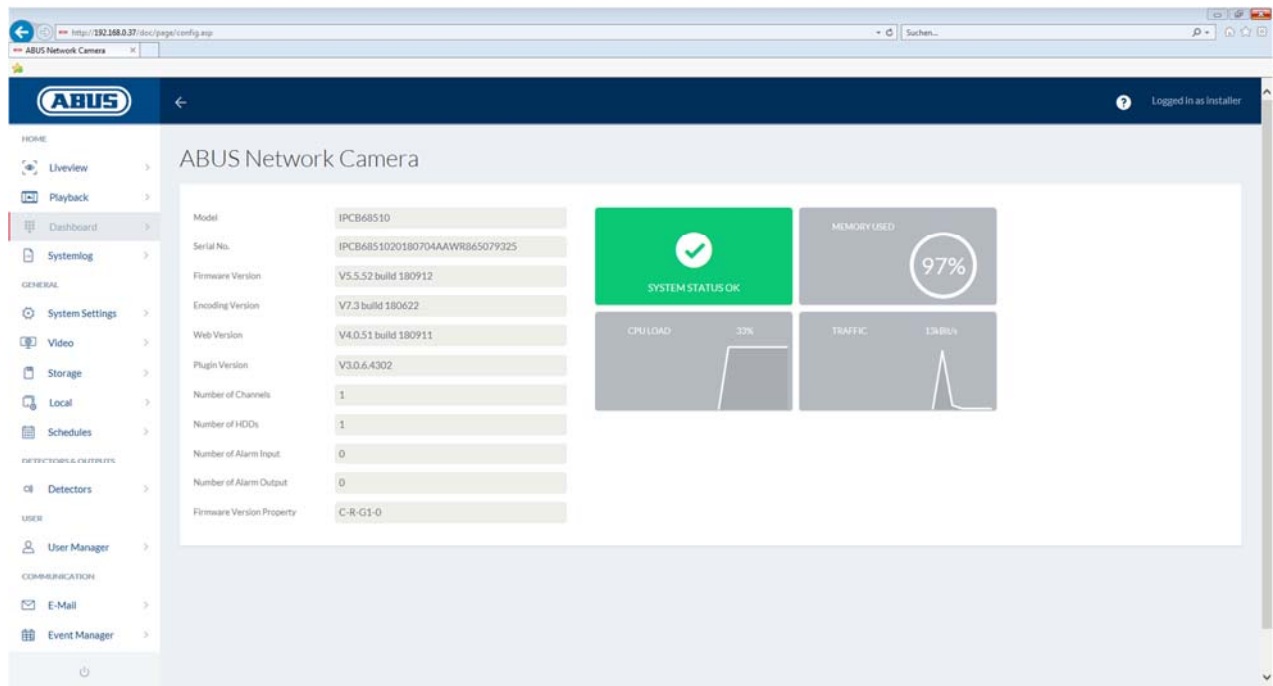 http://192.168.0.37/doc/page/config.asp
Suchen...
ABUS Network Camera
ABUS
Logged in as installer
HOME
Liveview
Playback
Dashboard
Systemlog
GENERAL
System Settings
Video
Storage
Local
Schedules
DETECTORS & OUTPUTS
Detectors
USER
User Manager
COMMUNICATION
E-Mail
Event Manager
ABUS Network Camera
Model IPCB68510
Serial No. IPCB6851020180704AAWR865079325
Firmware Version V5.5.52 build 180912
Encoding Version V7.3 build 180622
Web Version V4.0.51 build 180911
Plugin Version V3.0.6.4302
Number of Channels 1
Number of HDDs 1
Number of Alarm Input 0
Number of Alarm Output 0
Firmware Version Property C-R-G1-0
SYSTEM STATUS OK
MEMORY USED
97%
CPU LOAD 33%
TRAFFIC 13kBit/s